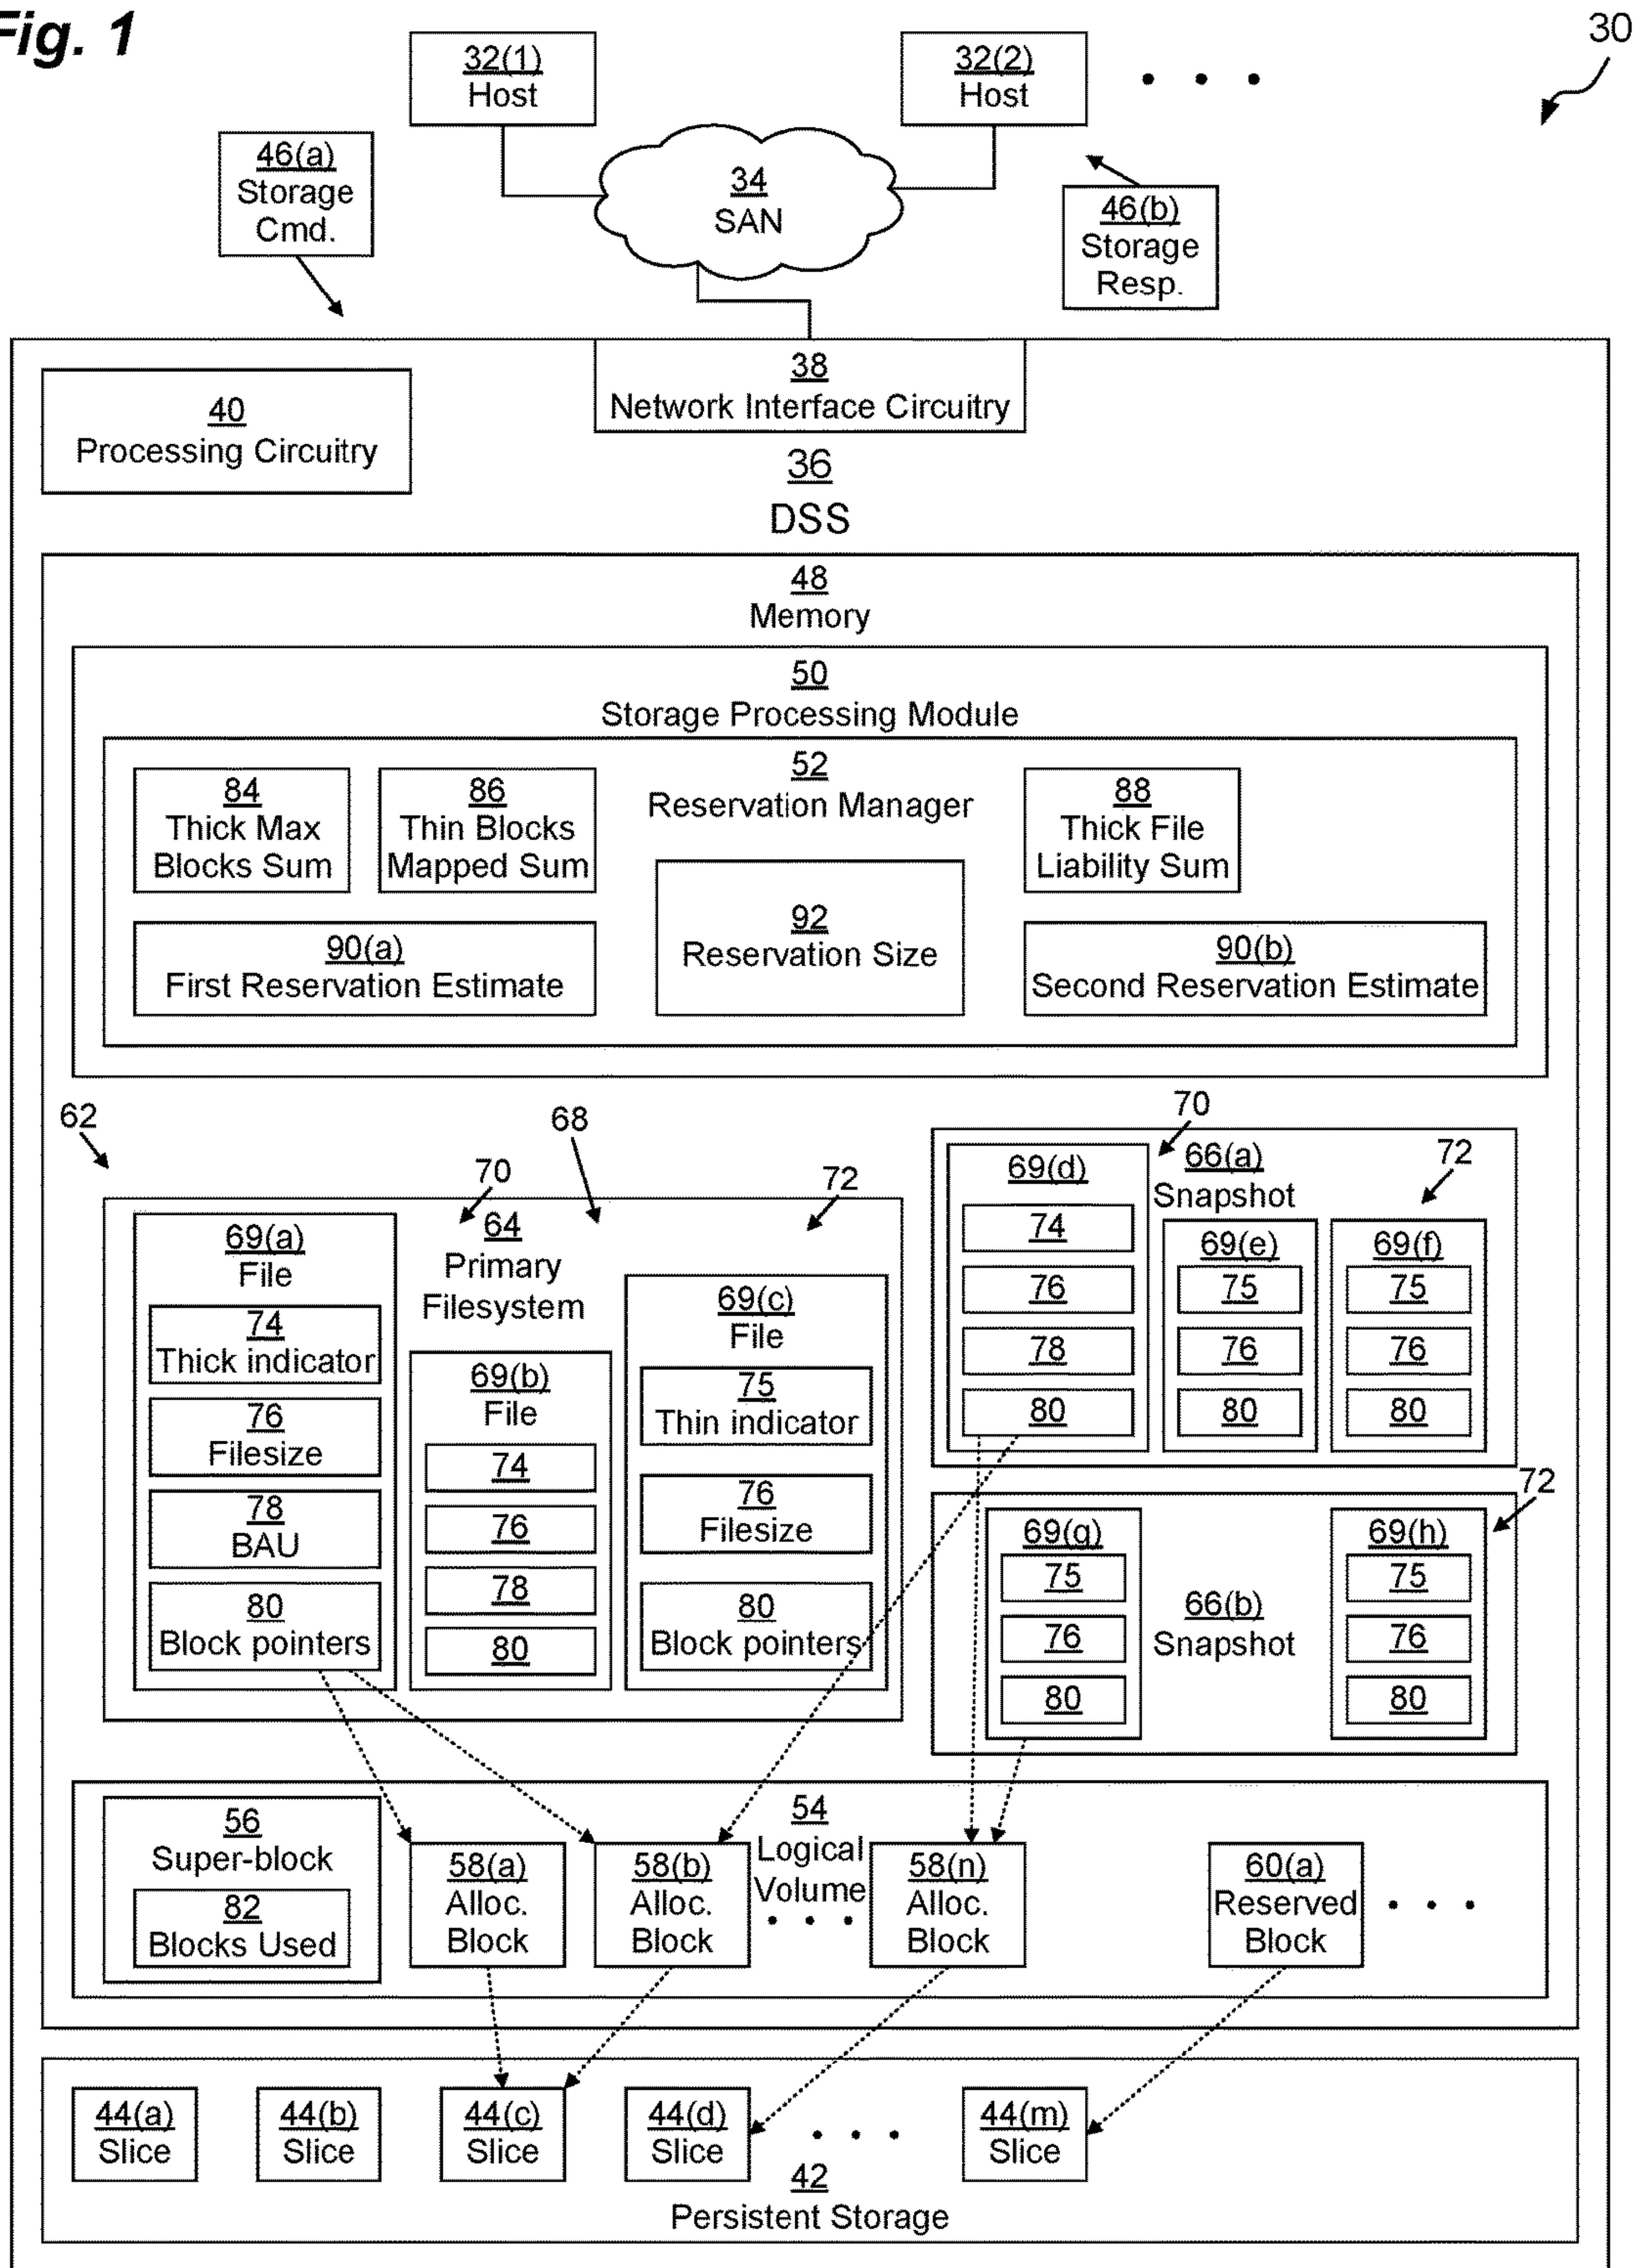 Fig. 1
30
32(1)
Host
32(2)
Host
46(a)
Storage
Cmd.
34
SAN
46(b)
Storage
Resp.
38
Network Interface Circuitry
40
Processing Circuitry
36
DSS
48
Memory
50
Storage Processing Module
52
Reservation Manager
84
Thick Max
Blocks Sum
86
Thin Blocks
Mapped Sum
88
Thick File
Liability Sum
92
Reservation Size
90(a)
First Reservation Estimate
90(b)
Second Reservation Estimate
62
70
68
72
64
Primary
Filesystem
69(a)
File
74
Thick indicator
76
Filesize
78
BAU
80
Block pointers
69(b)
File
74
76
78
80
69(c)
File
75
Thin indicator
76
Filesize
80
Block pointers
70
66(a)
Snapshot
72
69(d)
74
76
78
80
69(e)
75
76
80
69(f)
75
76
80
72
69(g)
75
76
80
66(b)
Snapshot
69(h)
75
76
80
54
Logical
Volume
56
Super-block
82
Blocks Used
58(a)
Alloc.
Block
58(b)
Alloc.
Block
58(n)
Alloc.
Block
60(a)
Reserved
Block
44(a)
Slice
44(b)
Slice
44(c)
Slice
44(d)
Slice
44(m)
Slice
42
Persistent Storage